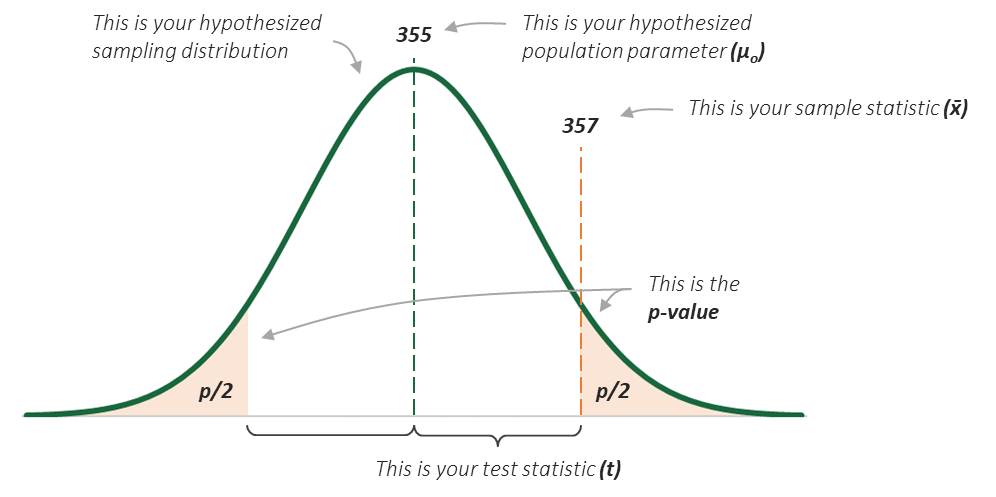 This is your hypothesized
sampling distribution
355
This is your hypothesized
population parameter (μₒ)
357
This is your sample statistic (x̄)
This is the
p-value
p/2
p/2
This is your test statistic (t)